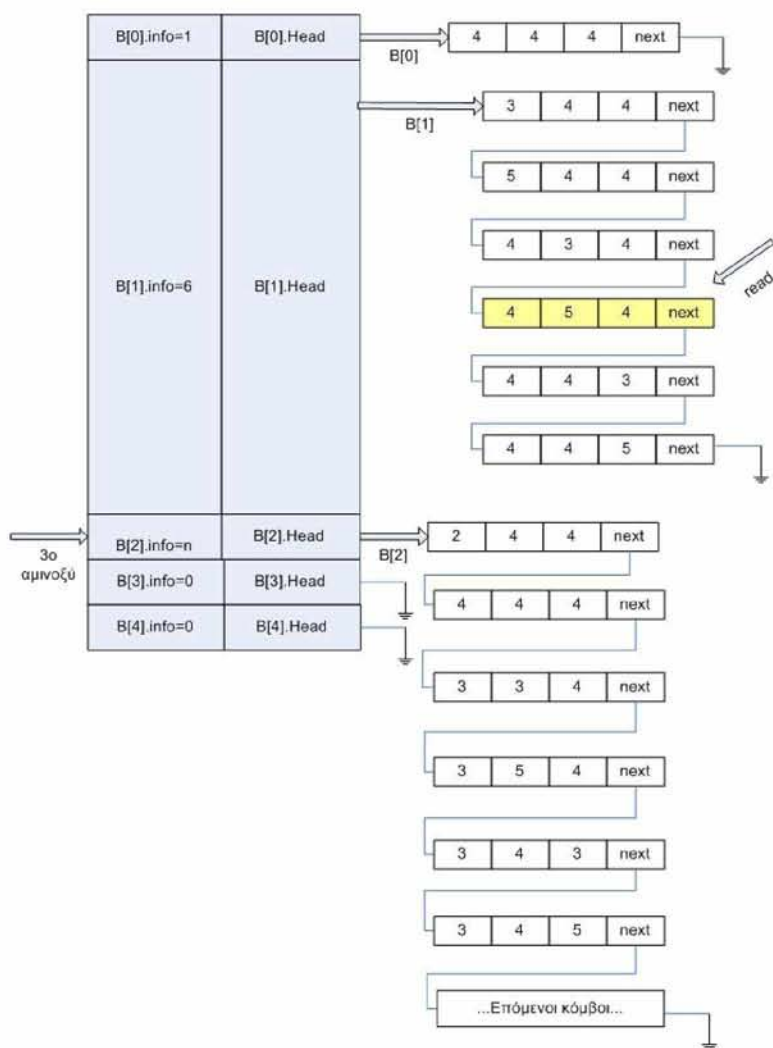 B[0].info=1 B[0].Head 4 4 4 next
B[0]
3 4 4 next
B[1]
5 4 4 next
4 3 4 next
B[1].info=6 B[1].Head
read
4 5 4 next
4 4 3 next
4 4 5 next
B[2].info=n B[2].Head 2 4 4 next
B[2]
3ο
αμινοξύ
B[3].info=0 B[3].Head
4 4 4 next
B[4].info=0 B[4].Head
3 3 4 next
3 5 4 next
3 4 3 next
3 4 5 next
...Επόμενοι κόμβοι...